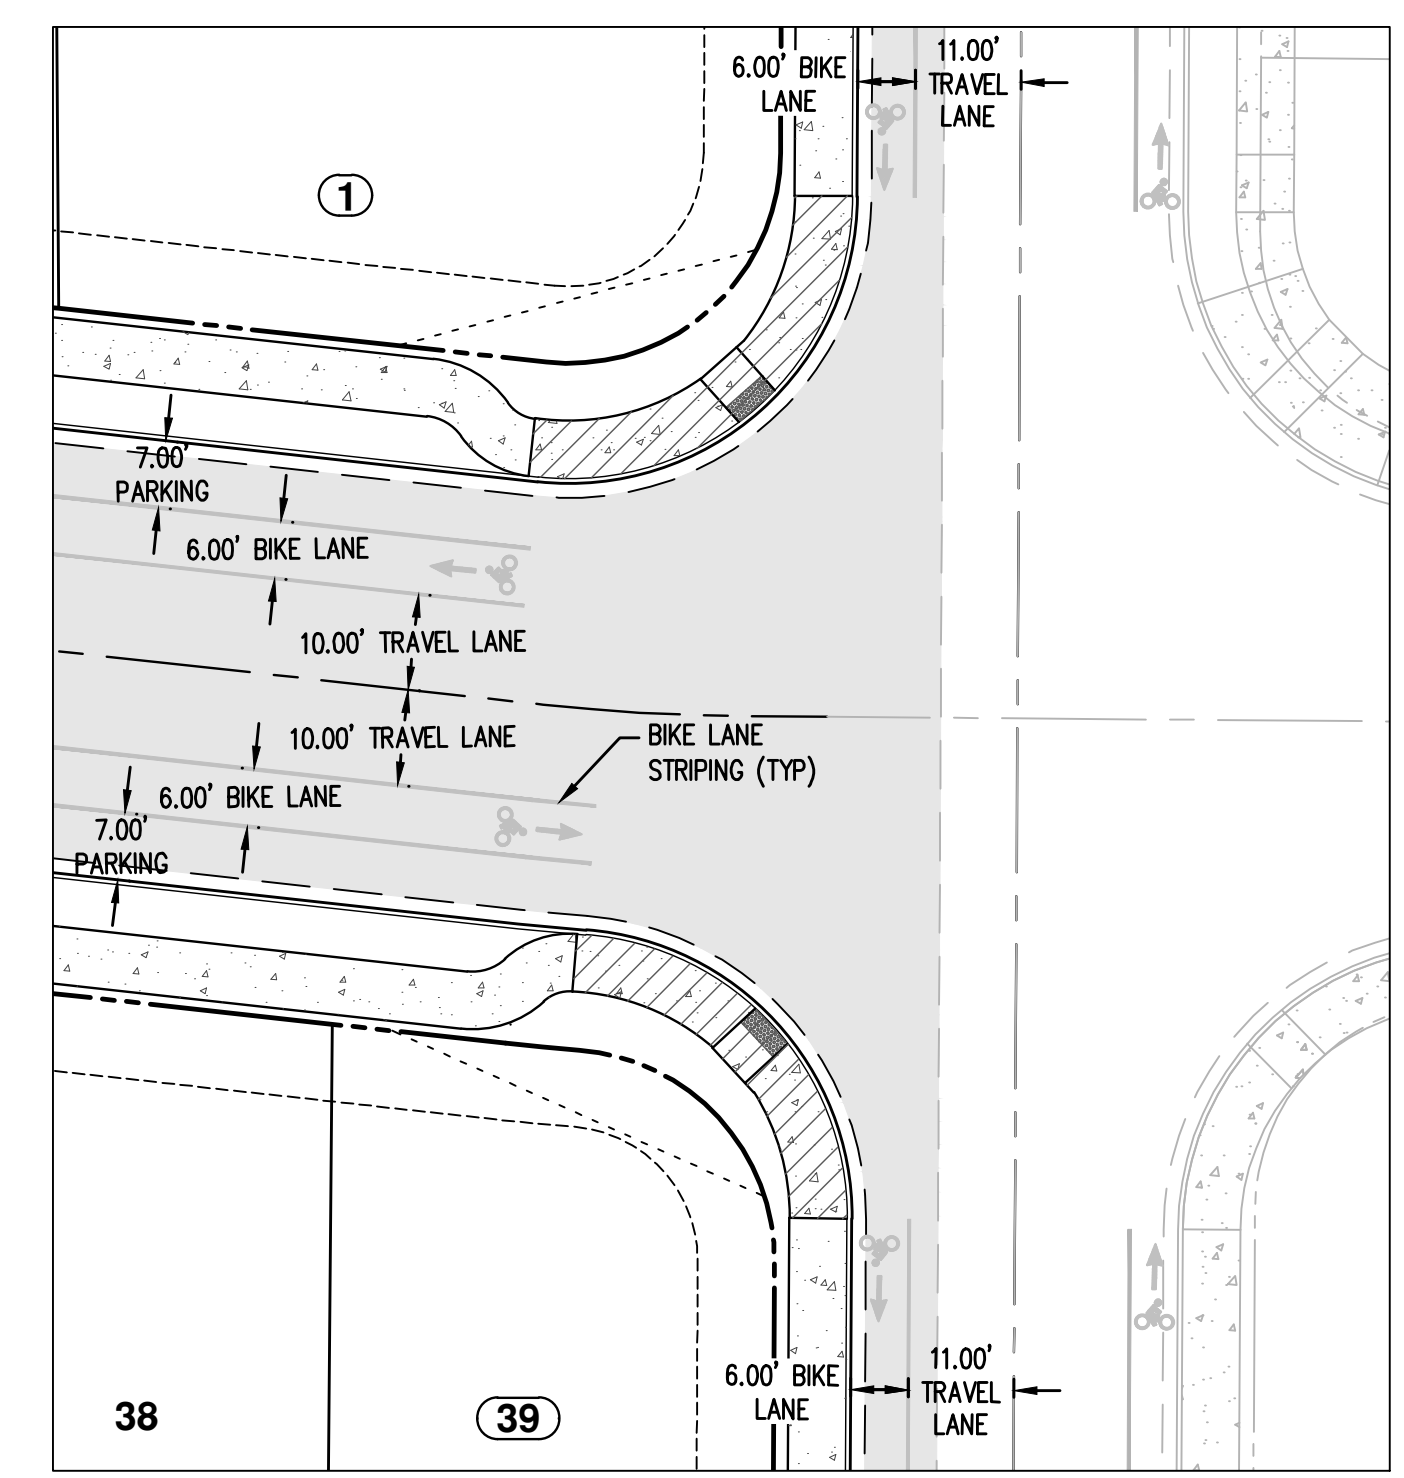 6.00' BIKE
LANE
11.00'
TRAVEL
LANE
1
7.00'
PARKING
6.00' BIKE LANE
10.00' TRAVEL LANE
10.00' TRAVEL LANE
BIKE LANE
STRIPING (TYP)
6.00' BIKE LANE
7.00'
PARKING
6.00' BIKE
LANE
11.00'
TRAVEL
LANE
38
39